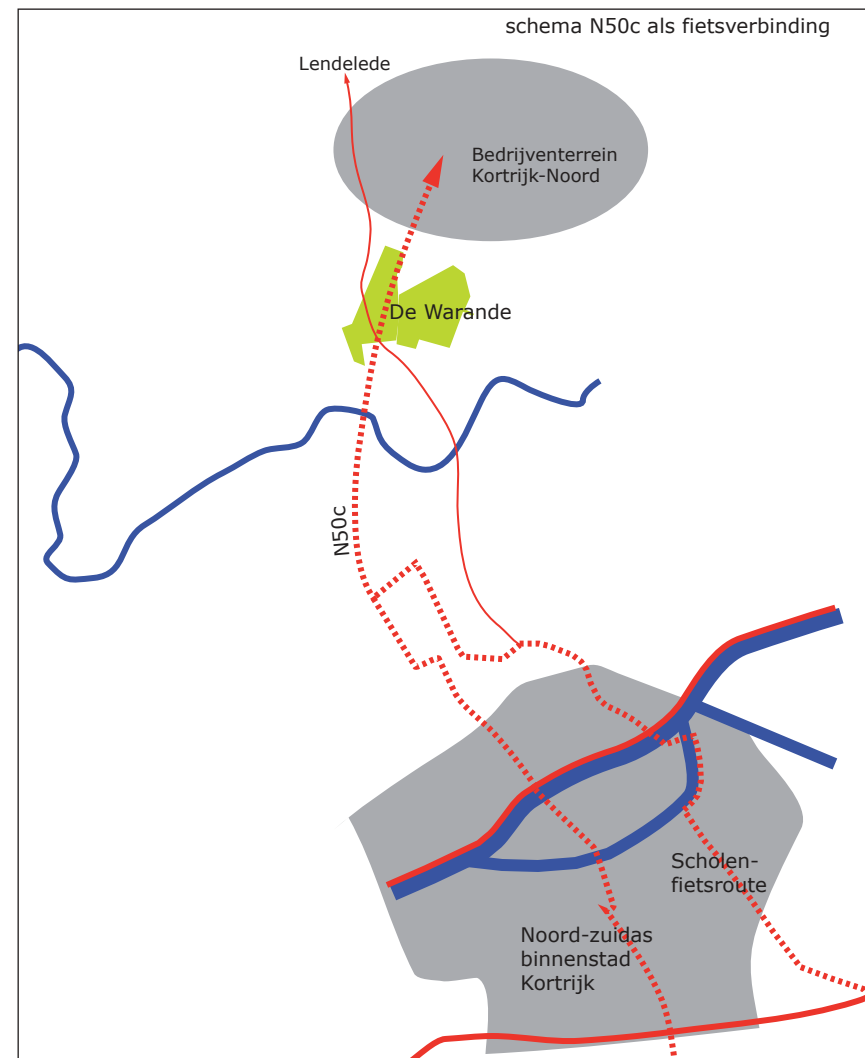 schema N50c als fietsverbinding
Lendelede
Bedrijventerrein
Kortrijk-Noord
De Warande
N50c
Scholen-
fietsroute
Noord-zuidas
binnenstad
Kortrijk